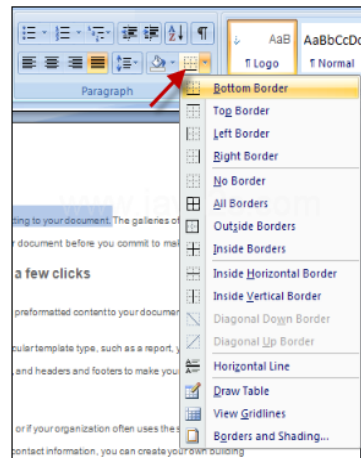 AaB AaBbCcDc
¶ Logo ¶ Normal
Paragraph
Bottom Border
Top Border
Left Border
Right Border
No Border
All Borders
Outside Borders
Inside Borders
Inside Horizontal Border
Inside Vertical Border
Diagonal Down Border
Diagonal Up Border
Horizontal Line
Draw Table
View Gridlines
Borders and Shading...
ting to your document. The galleries of
document before you commit to mak
a few clicks
preformatted content to your documen
cular template type, such as a report, y
and headers and footers to make your
or if your organization often uses the s
contact information, you can create your own building